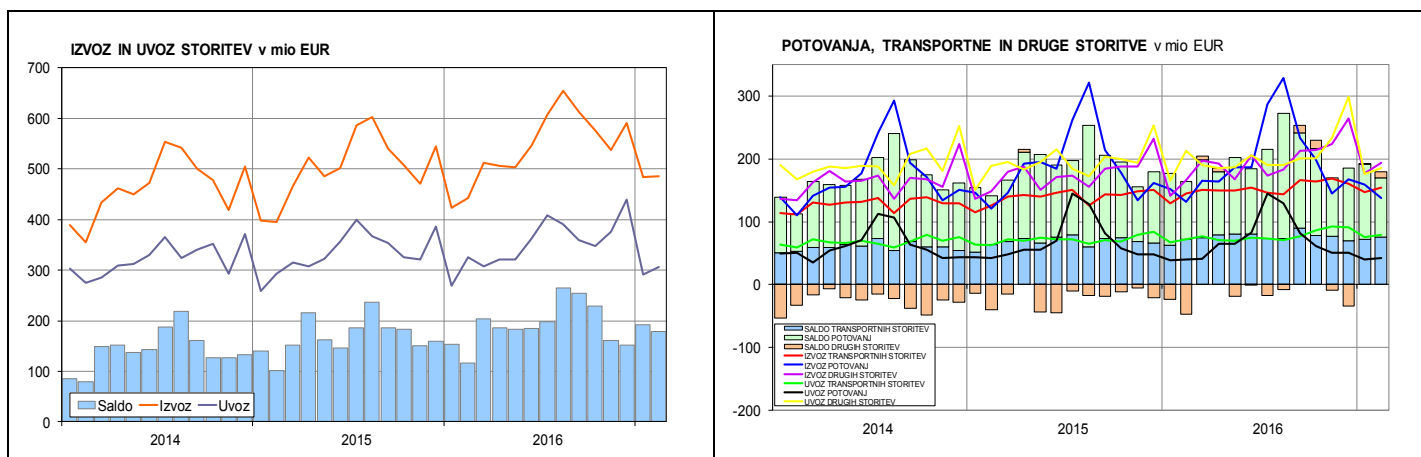 IZVOZ IN UVOZ STORITEV v mio EUR
700
600
500
400
300
200
100
0
Saldo
Izvoz
Uvoz
2014
2015
2016
POTOVANJA, TRANSPORTNE IN DRUGE STORITVE v mio EUR
300
200
100
0
-100
-200
SALDO TRANSPORTNIH STORITEV
SALDO POTOVANJ
SALDO DRUGIH STORITEV
IZVOZ TRANSPORTNIH STORITEV
IZVOZ POTOVANJ
IZVOZ DRUGIH STORITEV
UVOZ TRANSPORTNIH STORITEV
UVOZ POTOVANJ
UVOZ DRUGIH STORITEV
2014
2015
2016